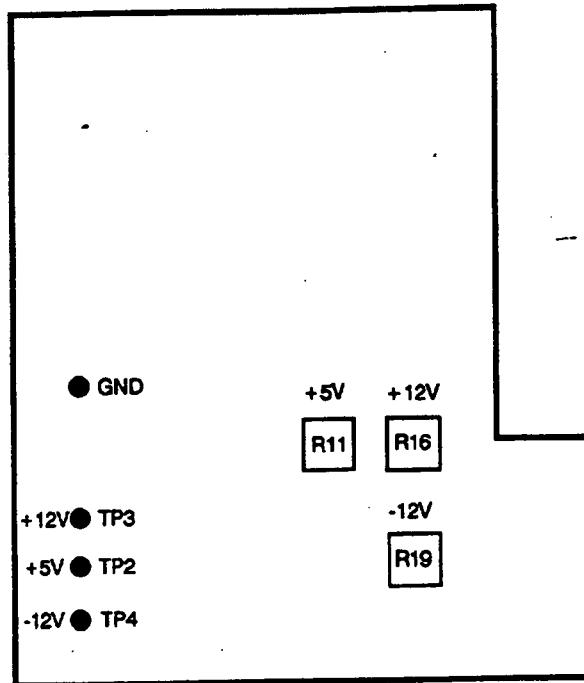 GND
+5V +12V
R11 R16
+12V TP3
-12V
+5V TP2
R19
-12V TP4